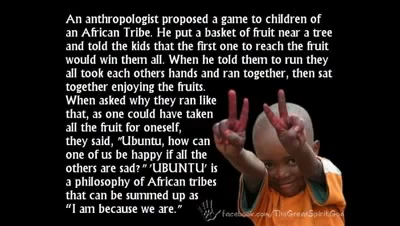 An anthropologist proposed a game to children of
an African Tribe. He put a basket of fruit near a tree
and told the kids that the first one to reach the fruit
would win them all. When he told them to run they
all took each others hands and ran together, then sat
together enjoying the fruits.
When asked why they ran like
that, as one could have taken
all the fruit for oneself,
they said, "Ubuntu, how can
one of us be happy if all the
others are sad?" 'UBUNTU' is
a philosophy of African tribes
that can be summed up as
"I am because we are."
facebook.com/TheGreatSpirit.God